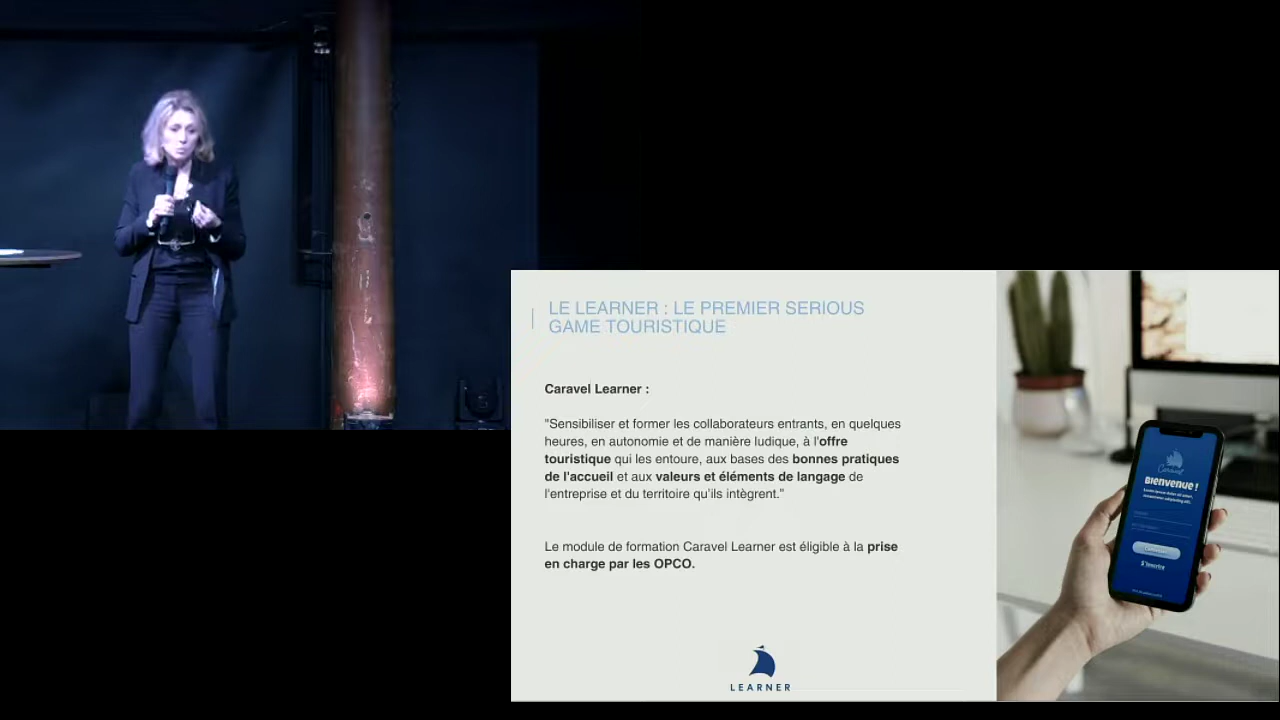 LE LEARNER : LE PREMIER SERIOUS
GAME TOURISTIQUE
Caravel Learner :
"Sensibiliser et former les collaborateurs entrants, en quelques
heures, en autonomie et de manière ludique, à l'offre
touristique qui les entoure, aux bases des bonnes pratiques
de l'accueil et aux valeurs et éléments de langage de
l'entreprise et du territoire qu'ils intègrent."
Le module de formation Caravel Learner est éligible à la prise
en charge par les OPCO.
LEARNER
Caravel
BIENVENUE !
S'inscrire